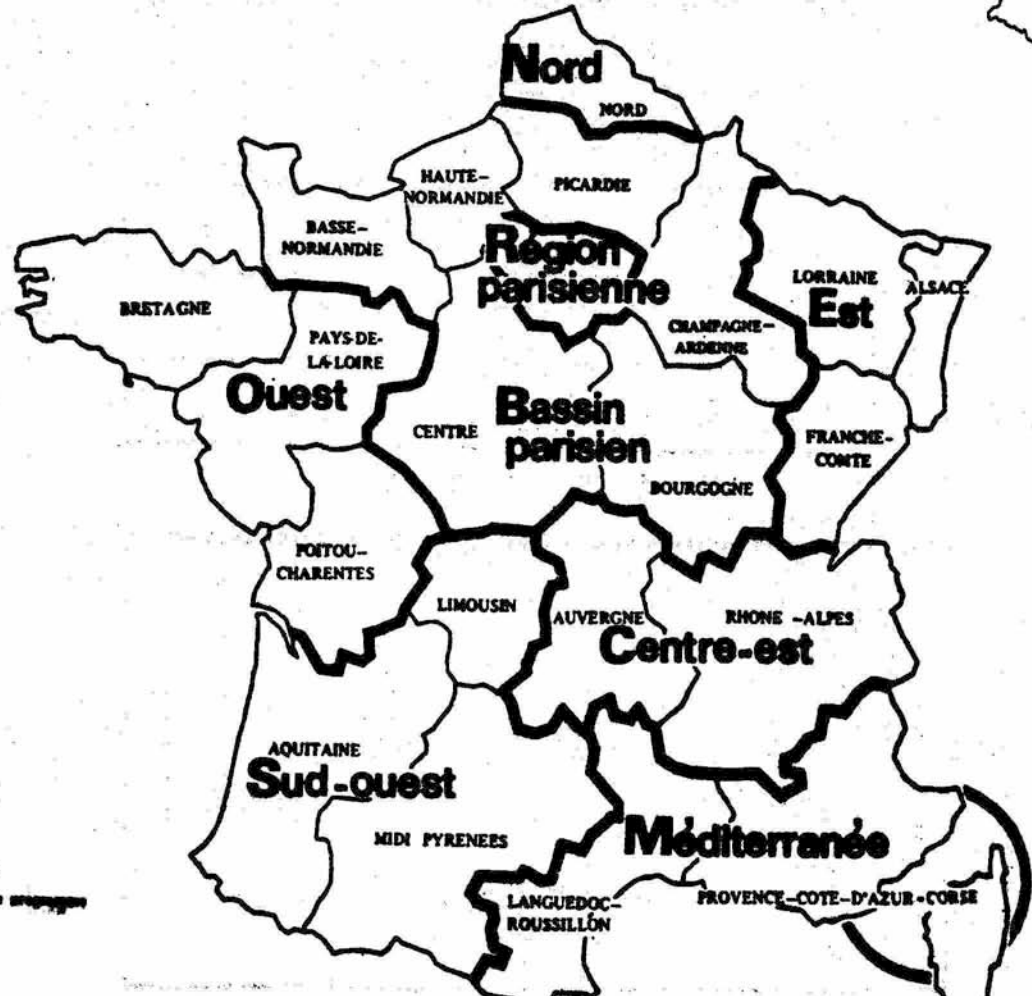 Nord
NORD
HAUTE-
NORMANDIE
PICARDIE
BASSE-
NORMANDIE
Région
parisienne
LORRAINE
ALSACE
Est
BRETAGNE
PAYS-DE-
LA-LOIRE
CHAMPAGNE-
ARDENNE
Ouest
Bassin
parisien
CENTRE
FRANCHE-
COMTE
BOURGOGNE
POITOU-
CHARENTES
LIMOUSIN
AUVERGNE
RHONE -ALPES
Centre-est
AQUITAINE
Sud-ouest
MIDI PYRENEES
Méditerranée
LANGUEDOC-
ROUSSILLON
PROVENCE-COTE-D'AZUR-CORSE